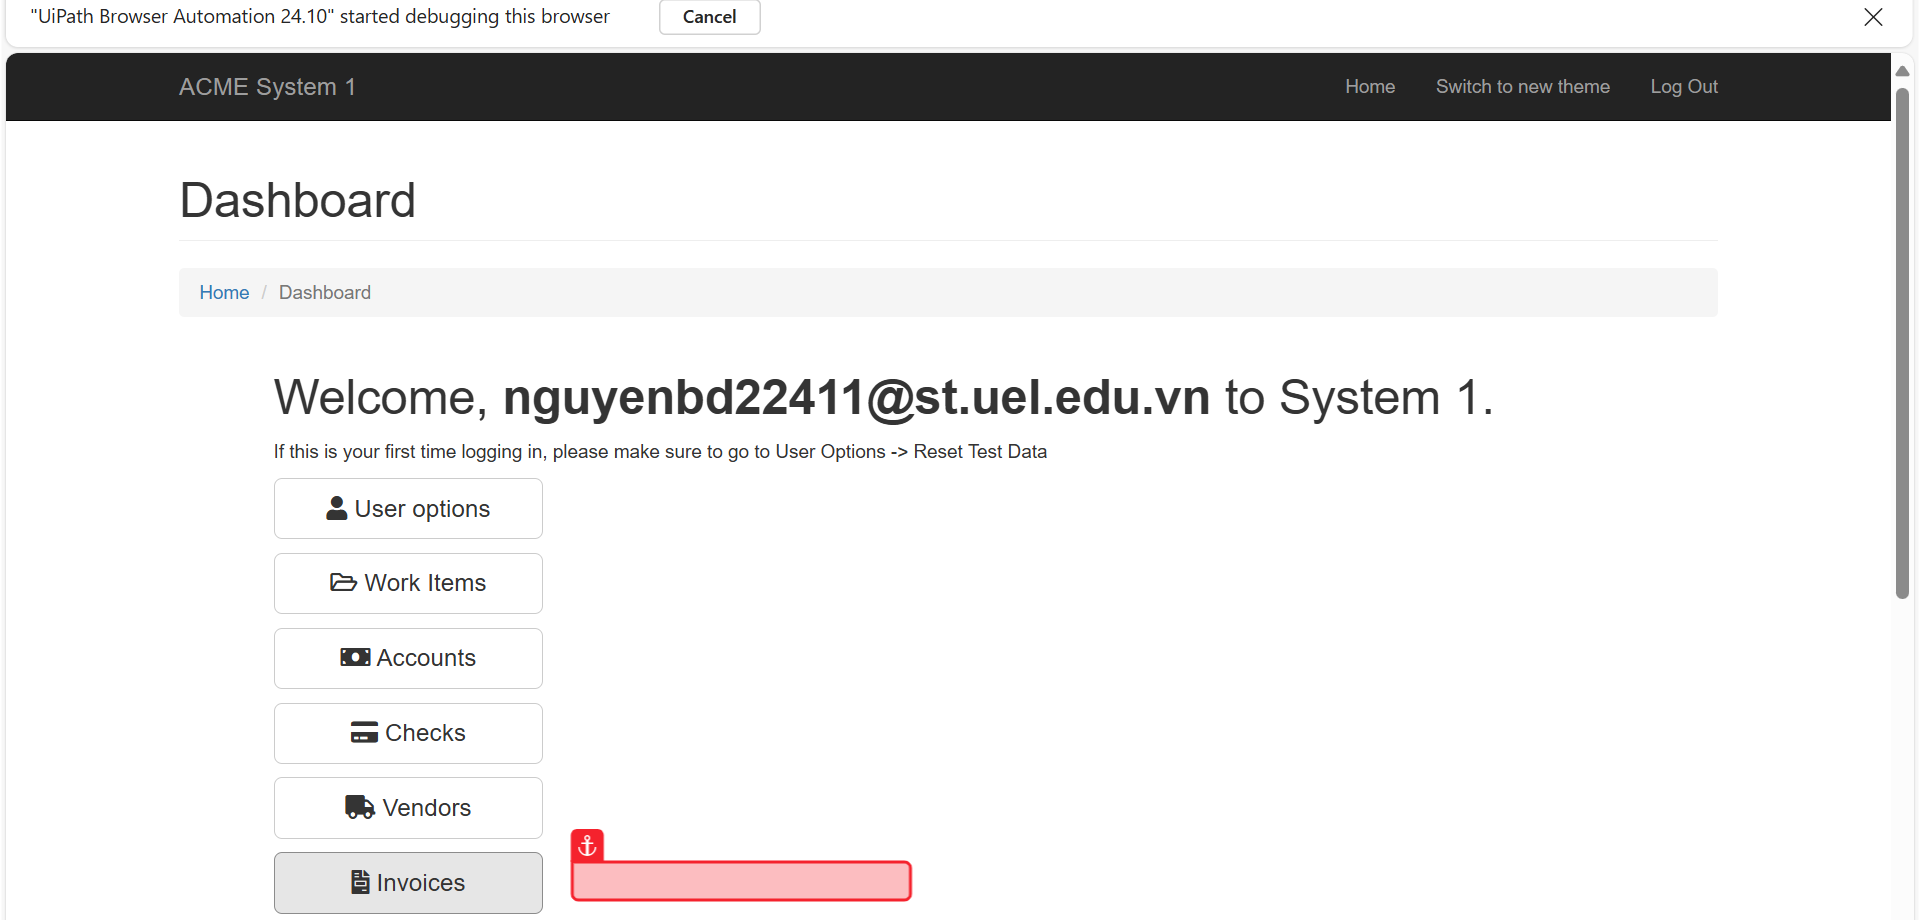 "UiPath Browser Automation 24.10" started debugging this browser
Cancel
ACME System 1
Home
Switch to new theme
Log Out
Dashboard
Home / Dashboard
Welcome, nguyenbd22411@st.uel.edu.vn to System 1.
If this is your first time logging in, please make sure to go to User Options -> Reset Test Data
User options
Work Items
Accounts
Checks
Vendors
Invoices